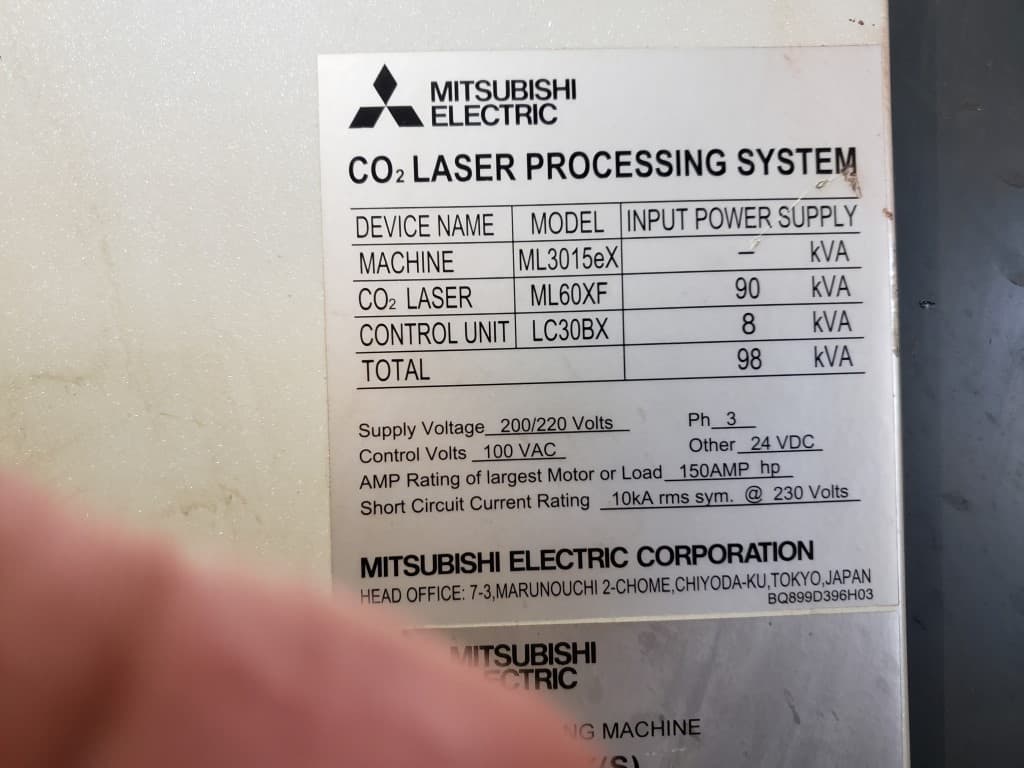 MITSUBISHI
ELECTRIC
CO₂ LASER PROCESSING SYSTEM
DEVICE NAME MODEL INPUT POWER SUPPLY
MACHINE ML3015eX – kVA
CO₂ LASER ML60XF 90 kVA
CONTROL UNIT LC30BX 8 kVA
TOTAL 98 kVA
Supply Voltage 200/220 Volts Ph 3
Control Volts 100 VAC Other 24 VDC
AMP Rating of largest Motor or Load 150AMP hp
Short Circuit Current Rating 10kA rms sym. @ 230 Volts
MITSUBISHI ELECTRIC CORPORATION
HEAD OFFICE: 7-3,MARUNOUCHI 2-CHOME,CHIYODA-KU,TOKYO,JAPAN
BQ899D396H03
MITSUBISHI
ELECTRIC
MACHINE